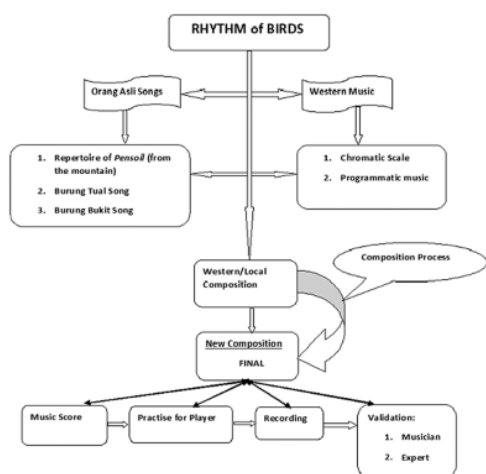 RHYTHM of BIRDS
Orang Asli Songs
Western Music
1. Repertoire of Pensoil (from
the mountain)
2. Burung Tual Song
3. Burung Bukit Song
1. Chromatic Scale
2. Programmatic music
Western/Local
Composition
Composition Process
New Composition
FINAL
Music Score
Practise for Player
Recording
Validation:
1. Musician
2. Expert